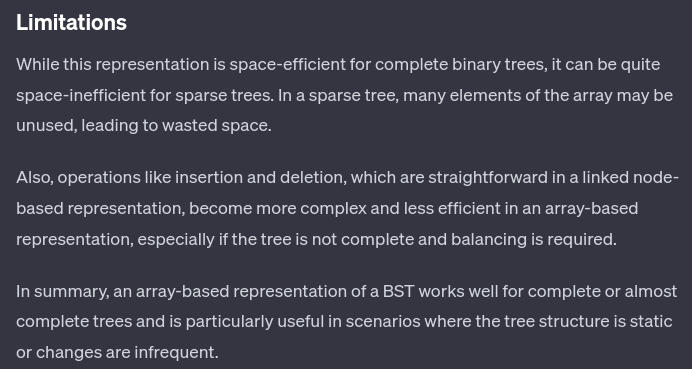 Limitations
While this representation is space-efficient for complete binary trees, it can be quite
space-inefficient for sparse trees. In a sparse tree, many elements of the array may be
unused, leading to wasted space.
Also, operations like insertion and deletion, which are straightforward in a linked node-
based representation, become more complex and less efficient in an array-based
representation, especially if the tree is not complete and balancing is required.
In summary, an array-based representation of a BST works well for complete or almost
complete trees and is particularly useful in scenarios where the tree structure is static
or changes are infrequent.